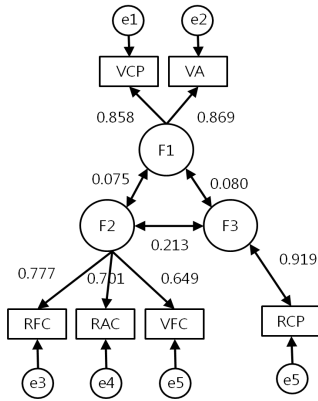 e1 e2
VCP VA
0.858 0.869
F1
0.075 0.080
F2 F3
0.213
0.777 0.701 0.649 0.919
RFC RAC VFC RCP
e3 e4 e5 e5